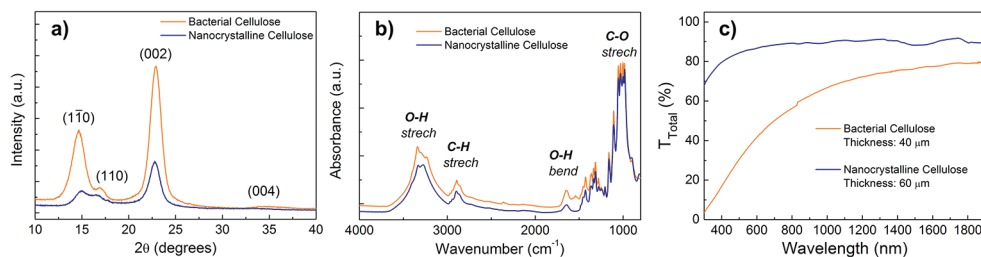 a)
Bacterial Cellulose
Nanocrystalline Cellulose
(002)
(11̅0)
(110)
(004)
Intensity (a.u.)
10 15 20 25 30 35 40
2θ (degrees)
b)
Bacterial Cellulose
Nanocrystalline Cellulose
C-O
strech
O-H
strech
C-H
strech
O-H
bend
Absorbance (a.u.)
4000 3000 2000 1000
Wavenumber (cm⁻¹)
c)
100
80
60
40
20
0
T_Total (%)
Bacterial Cellulose
Thickness: 40 μm
Nanocrystalline Cellulose
Thickness: 60 μm
400 600 800 1000 1200 1400 1600 1800
Wavelength (nm)